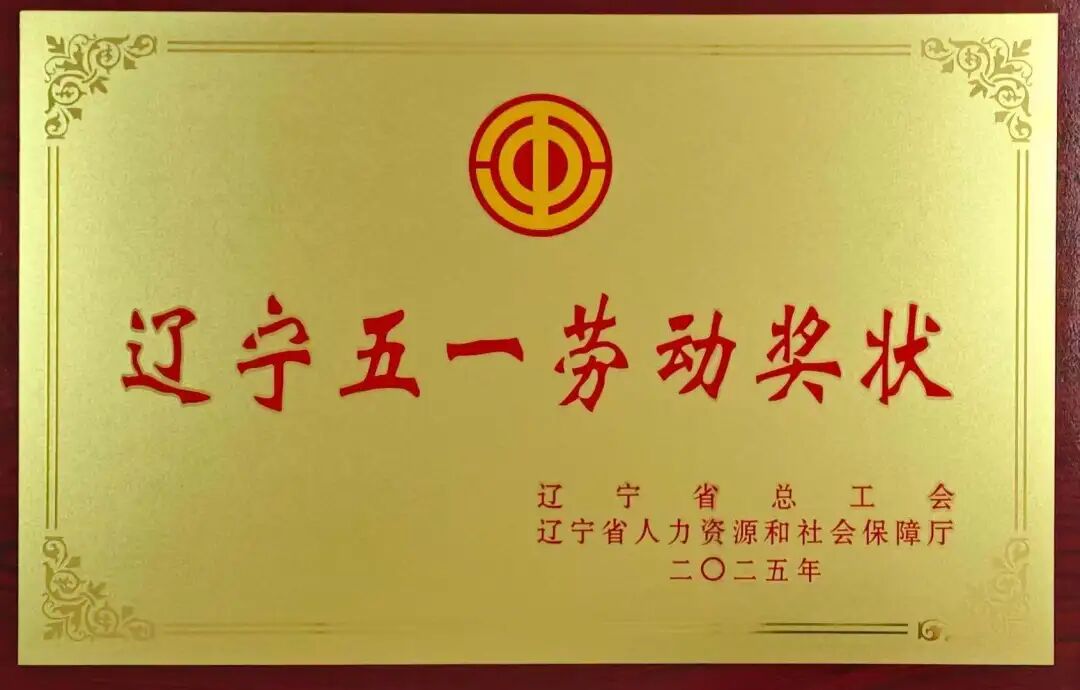 辽宁五一劳动奖状
辽宁省总工会
辽宁省人力资源和社会保障厅
二〇二五年